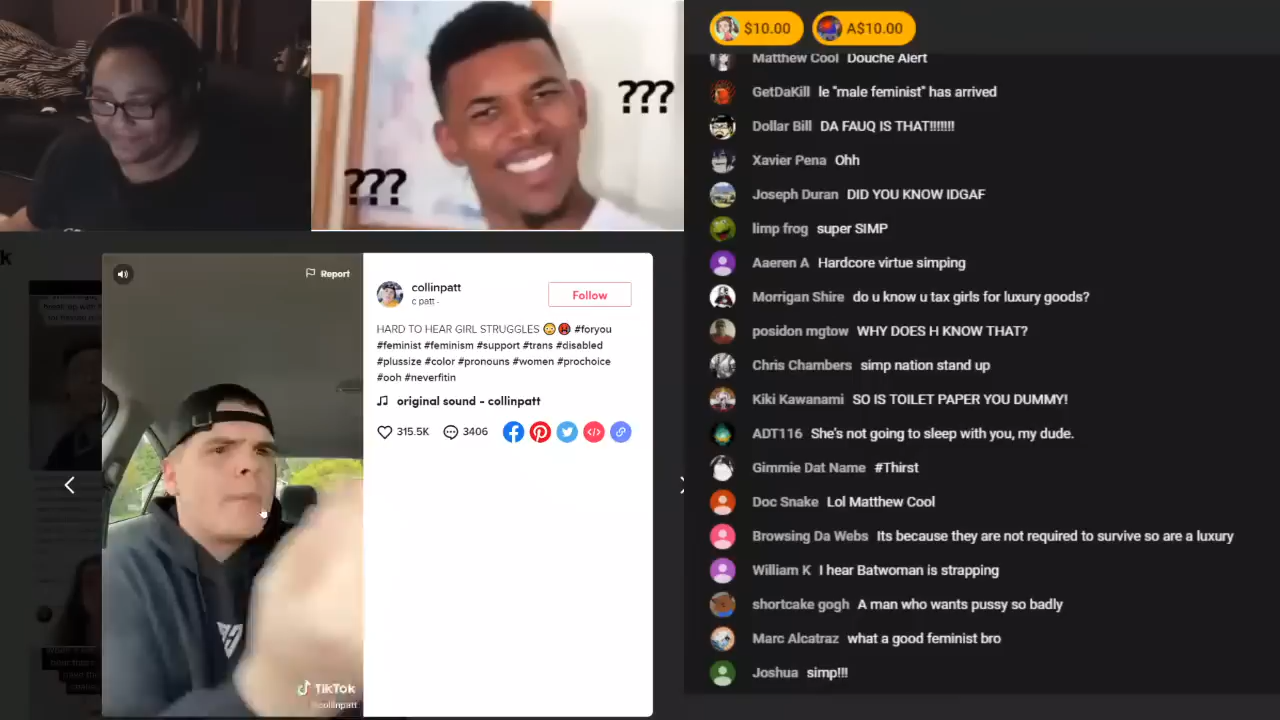 ???
???
$10.00
A$10.00
Matthew Cool Douche Alert
GetDaKill le "male feminist" has arrived
Dollar Bill DA FAUQ IS THAT!!!!!!!
Xavier Pena Ohh
Joseph Duran DID YOU KNOW IDGAF
limp frog super SIMP
Aaeren A Hardcore virtue simping
Morrigan Shire do u know u tax girls for luxury goods?
posidon mgtow WHY DOES H KNOW THAT?
Chris Chambers simp nation stand up
Kiki Kawanami SO IS TOILET PAPER YOU DUMMY!
ADT116 She's not going to sleep with you, my dude.
Gimmie Dat Name #Thirst
Doc Snake Lol Matthew Cool
Browsing Da Webs Its because they are not required to survive so are a luxury
William K I hear Batwoman is strapping
shortcake gogh A man who wants pussy so badly
Marc Alcatraz what a good feminist bro
Joshua simp!!!
k
Report
collinpatt
c patt -
Follow
HARD TO HEAR GIRL STRUGGLES 😳😡 #foryou
#feminist #feminism #support #trans #disabled
#plussize #color #pronouns #women #prochoice
#ooh #neverfitin
original sound - collinpatt
315.5K
3406
TikTok
@collinpatt